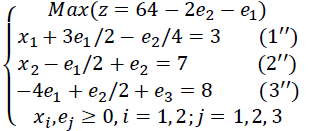 Max(z = 64 − 2e₂ − e₁)
x₁ + 3e₁/2 − e₂/4 = 3 (1′′)
x₂ − e₁/2 + e₂ = 7 (2′′)
−4e₁ + e₂/2 + e₃ = 8 (3′′)
xᵢ,eⱼ ≥ 0, i = 1,2; j = 1,2,3